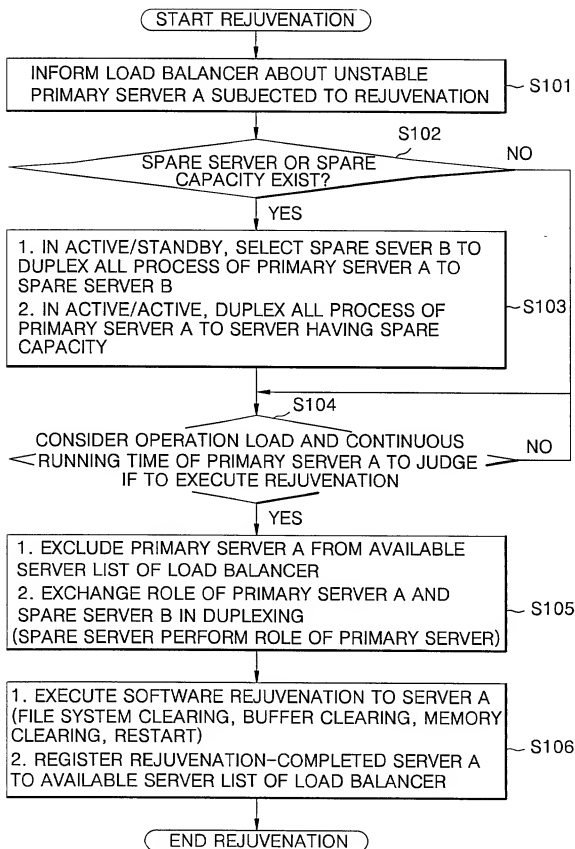 START REJUVENATION
INFORM LOAD BALANCER ABOUT UNSTABLE
PRIMARY SERVER A SUBJECTED TO REJUVENATION
S101
S102
SPARE SERVER OR SPARE
CAPACITY EXIST?
NO
YES
1. IN ACTIVE/STANDBY, SELECT SPARE SEVER B TO
DUPLEX ALL PROCESS OF PRIMARY SERVER A TO
SPARE SERVER B
2. IN ACTIVE/ACTIVE, DUPLEX ALL PROCESS OF
PRIMARY SERVER A TO SERVER HAVING SPARE
CAPACITY
S103
S104
CONSIDER OPERATION LOAD AND CONTINUOUS
RUNNING TIME OF PRIMARY SERVER A TO JUDGE
IF TO EXECUTE REJUVENATION
NO
YES
1. EXCLUDE PRIMARY SERVER A FROM AVAILABLE
SERVER LIST OF LOAD BALANCER
2. EXCHANGE ROLE OF PRIMARY SERVER A AND
SPARE SERVER B IN DUPLEXING
(SPARE SERVER PERFORM ROLE OF PRIMARY SERVER)
S105
1. EXECUTE SOFTWARE REJUVENATION TO SERVER A
(FILE SYSTEM CLEARING, BUFFER CLEARING, MEMORY
CLEARING, RESTART)
2. REGISTER REJUVENATION-COMPLETED SERVER A
TO AVAILABLE SERVER LIST OF LOAD BALANCER
S106
END REJUVENATION